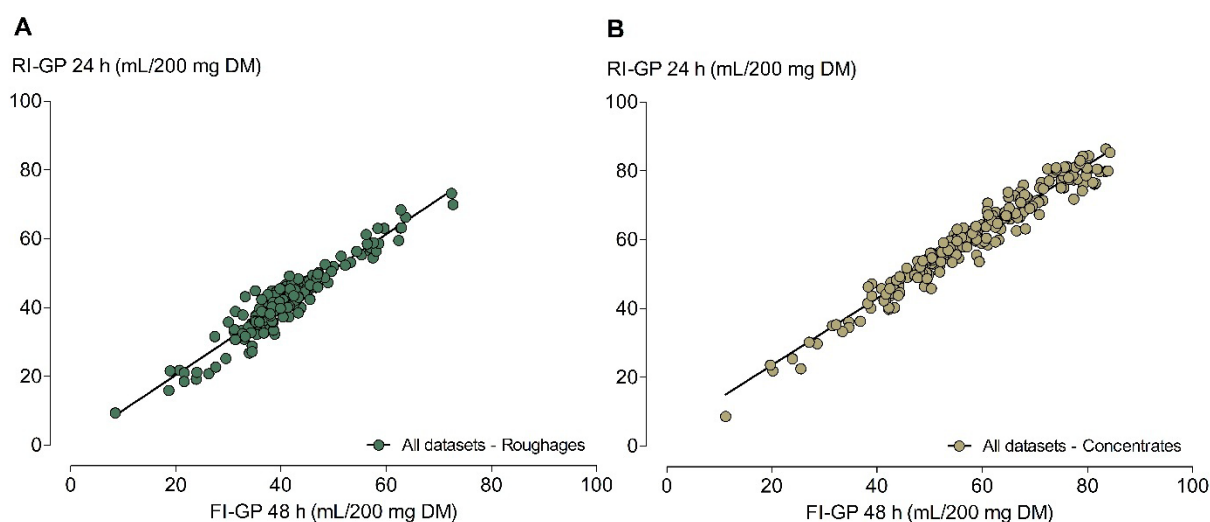 A
RI-GP 24 h (mL/200 mg DM)
100
80
60
40
20
0
All datasets - Roughages
0 20 40 60 80 100
FI-GP 48 h (mL/200 mg DM)
B
RI-GP 24 h (mL/200 mg DM)
100
80
60
40
20
0
All datasets - Concentrates
0 20 40 60 80 100
FI-GP 48 h (mL/200 mg DM)